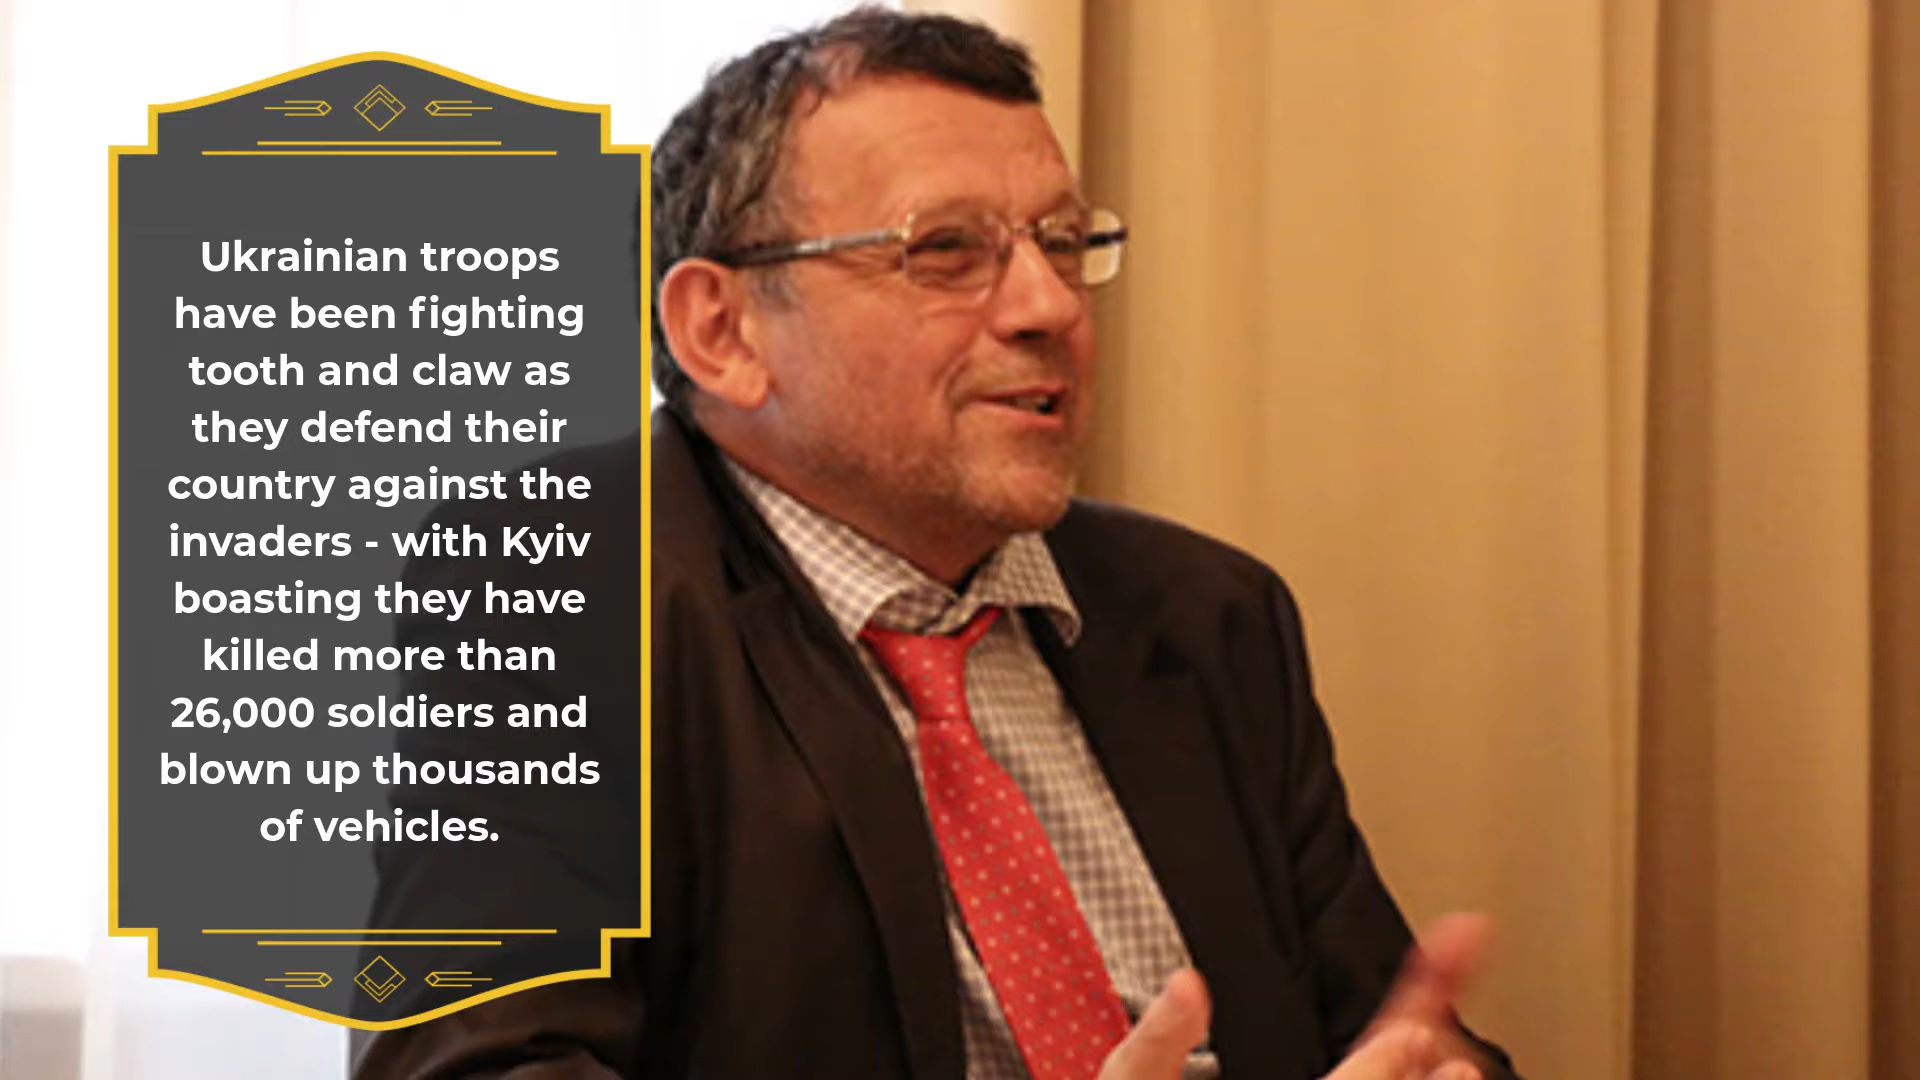 Ukrainian troops
have been fighting
tooth and claw as
they defend their
country against the
invaders - with Kyiv
boasting they have
killed more than
26,000 soldiers and
blown up thousands
of vehicles.